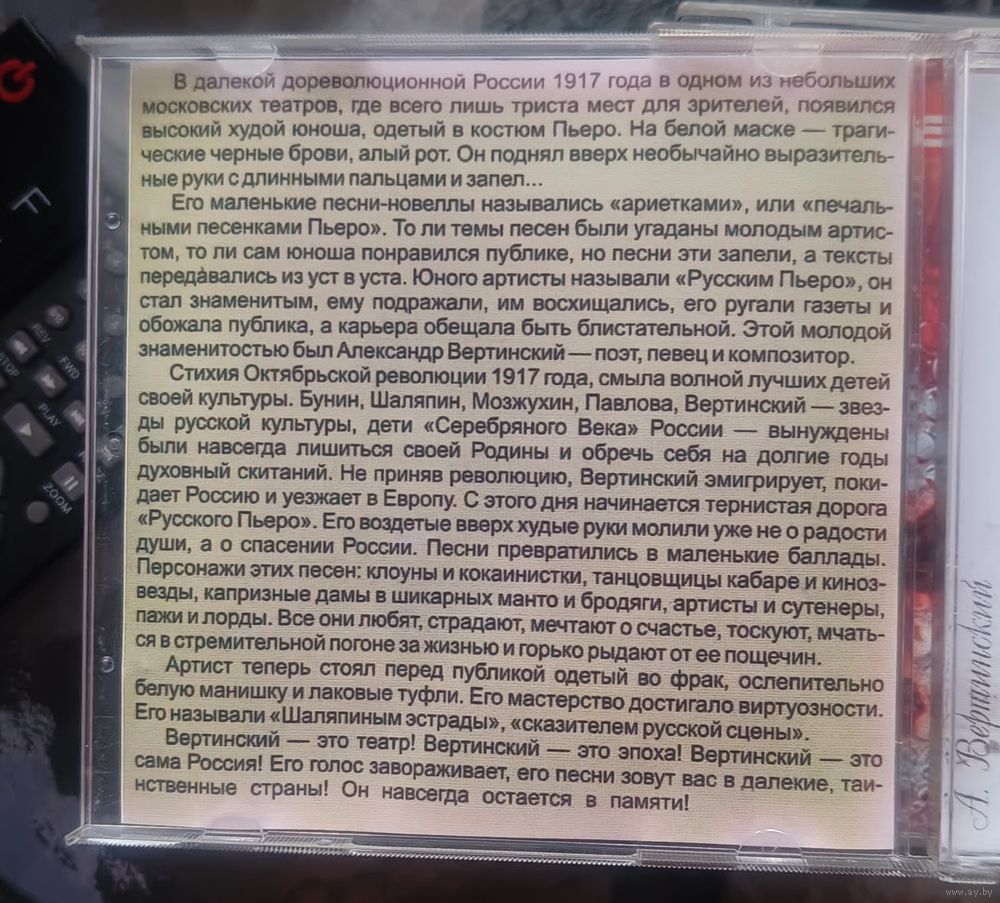 В далекой дореволюционной России 1917 года в одном из небольших
московских театров, где всего лишь триста мест для зрителей, появился
высокий худой юноша, одетый в костюм Пьеро. На белой маске — траги-
ческие черные брови, алый рот. Он поднял вверх необычайно выразитель-
ные руки с длинными пальцами и запел...
Его маленькие песни-новеллы назывались «ариетками», или «печаль-
ными песенками Пьеро». То ли темы песен были угаданы молодым артис-
том, то ли сам юноша понравился публике, но песни эти запели, а тексты
передавались из уст в уста. Юного артисты называли «Русским Пьеро», он
стал знаменитым, ему подражали, им восхищались, его ругали газеты и
обожала публика, а карьера обещала быть блистательной. Этой молодой
знаменитостью был Александр Вертинский — поэт, певец и композитор.
Стихия Октябрьской революции 1917 года, смыла волной лучших детей
своей культуры. Бунин, Шаляпин, Мозжухин, Павлова, Вертинский — звез-
ды русской культуры, дети «Серебряного Века» России — вынуждены
были навсегда лишиться своей Родины и обречь себя на долгие годы
духовный скитаний. Не приняв революцию, Вертинский эмигрирует, поки-
дает Россию и уезжает в Европу. С этого дня начинается тернистая дорога
«Русского Пьеро». Его воздетые вверх худые руки молили уже не о радости
души, а о спасении России. Песни превратились в маленькие баллады.
Персонажи этих песен: клоуны и кокаинистки, танцовщицы кабаре и киноз-
везды, капризные дамы в шикарных манто и бродяги, артисты и сутенеры,
пажи и лорды. Все они любят, страдают, мечтают о счастье, тоскуют, мчать-
ся в стремительной погоне за жизнью и горько рыдают от ее пощечин.
Артист теперь стоял перед публикой одетый во фрак, ослепительно
белую манишку и лаковые туфли. Его мастерство достигало виртуозности.
Его называли «Шаляпиным эстрады», «сказителем русской сцены».
Вертинский — это театр! Вертинский — это эпоха! Вертинский — это
сама Россия! Его голос завораживает, его песни зовут вас в далекие, таи-
нственные страны! Он навсегда остается в памяти!
А. Вертинский
REV
FWD
STOP
PLAY
ZOOM
www.ay.by